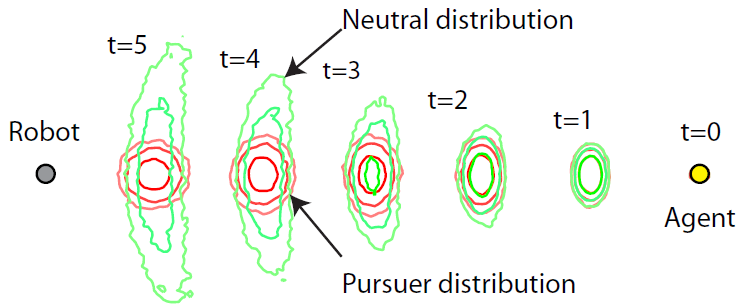 Neutral distribution
t=5
t=4
t=3
t=2
t=1
t=0
Robot
Agent
Pursuer distribution